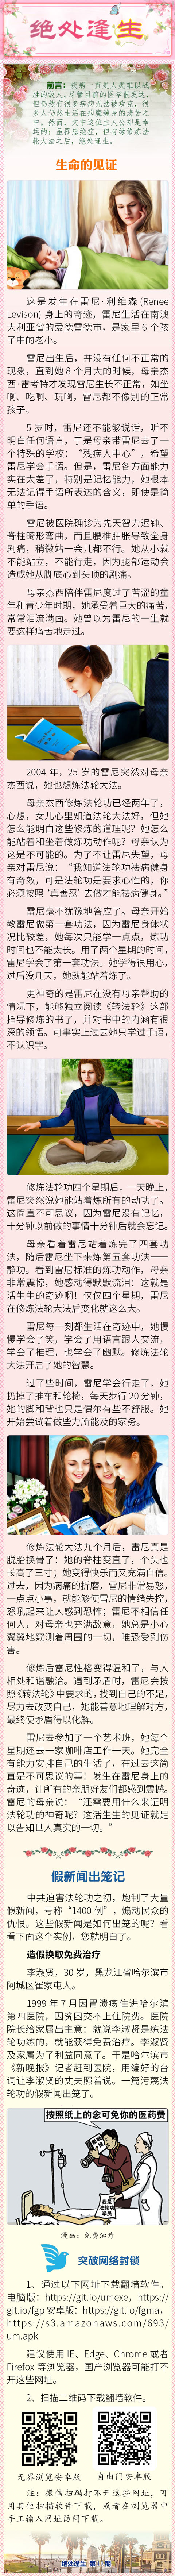 绝处逢生
前言：疾病一直是人类难以战
胜的敌人。尽管目前的医学很发达，
但仍然有很多疾病无法被攻克，很
多人仍然生活在病魔缠身的悲苦之
中。然而，文中这位主人公却是幸
运的：虽罹患绝症，但有缘修炼法
轮大法之后，绝处逢生。
生命的见证
这是发生在雷尼·利维森 (Renee
Levison) 身上的奇迹，雷尼生活在南澳
大利亚省的爱德雷德市，是家里 6 个孩
子中的老小。
雷尼出生后，并没有任何不正常的
现象，直到她 8 个月大的时候，母亲杰
西·雷考特才发现雷尼生长不正常，如坐
啊、吃啊、玩啊，雷尼都不像别的正常
孩子。
5 岁时，雷尼还不能够说话，听不
明白任何语言，于是母亲带雷尼去了一
个特殊的学校：“残疾人中心”，希望
雷尼学会手语。但是，雷尼各方面能力
实在太差了，特别是记忆能力，她根本
无法记得手语所表达的含义，即使是简
单的手语。
雷尼被医院确诊为先天智力迟钝、
脊柱畸形弯曲，而且腰椎肿胀导致全身
剧痛，稍微站一会儿都不行。她从小就
不能站立，不能行走，因为腿部运动会
造成她从脚底心到头顶的剧痛。
母亲杰西陪伴雷尼度过了苦涩的童
年和青少年时期，她承受着巨大的痛苦，
常常泪流满面。她曾以为雷尼的一生就
要这样痛苦地走过。
2004 年，25 岁的雷尼突然对母亲
杰西说，她也想炼法轮大法。
母亲杰西修炼法轮功已经两年了，
心想，女儿心里知道法轮大法好，但她
怎么能明白这些修炼的道理呢？她怎么
能站着和坐着做炼功动作呢？母亲认为
这是不可能的。为了不让雷尼失望，母
亲对雷尼说：“我知道法轮功祛病健身
有奇效，可是法轮功是要求心性的，你
必须按照‘真善忍’去做才能祛病健身。”
雷尼毫不犹豫地答应了。母亲开始
教雷尼做第一套功法，因为雷尼身体状
况比较差，她每次只能学一点点，炼功
时间也不能太长。用了两个星期的时间，
雷尼学会了第一套功法。她学得很用心，
过后没几天，她就能站着炼了。
更神奇的是雷尼在没有母亲帮助的
情况下，能够独立阅读《转法轮》这部
指导修炼的书了，并对书中的内涵有很
深的领悟。可事实上过去她只学过手语，
不认识字。
修炼法轮功四个星期后，一天晚上，
雷尼突然说她能站着炼所有的动功了。
这简直不可思议，因为雷尼没有记忆，
十分钟以前做的事情十分钟后就会忘记。
母亲看着雷尼站着炼完了四套功
法，随后雷尼坐下来炼第五套功法——
静功。看到雷尼标准的炼功动作，母亲
非常震惊，她感动得默默流泪：这就是
活生生的奇迹啊！仅仅四个星期，雷尼
在修炼法轮大法后变化就这么大。
雷尼每一刻都生活在奇迹中，她慢
慢学会了笑，学会了用语言跟人交流，
学会了推理，也学会了幽默。修炼法轮
大法开启了她的智慧。
过了些时间，雷尼学会行走了，她
扔掉了推车和轮椅，每天步行 20 分钟，
她的脚和背也只是偶尔有些不舒服。她
开始尝试着做些力所能及的家务。
修炼法轮大法九个月后，雷尼真是
脱胎换骨了：她的脊柱变直了，个头也
长高了三寸；她变得快乐而又充满自信。
过去，因为病痛的折磨，雷尼非常易怒，
一点点小事，就能够使雷尼的情绪失控，
怒吼起来让人感到恐怖；雷尼不相信任
何人，对母亲也充满敌意，她总是小心
翼翼地窥测着周围的一切，唯恐受到伤
害。
修炼后雷尼性格变得温和了，与人
相处和谐融洽。遇到矛盾时，雷尼会按
照《转法轮》中要求的，找到自己的不足，
尽力去改变自己，她能善意地理解对方，
最终使矛盾得以化解。
雷尼去参加了一个艺术班，她每个
星期还去一家咖啡店工作一天。她完全
有能力安排自己的生活了，在过去这简
直是不可思议的事！发生在雷尼身上的
奇迹，让所有的亲朋好友们都感到震撼。
雷尼的母亲说：“还需要用什么来证明
法轮功的神奇呢？这活生生的见证就足
以告知世人真实的一切。”
假新闻出笼记
中共迫害法轮功之初，炮制了大量
假新闻，号称“1400 例”，煽动民众的
仇恨。这些假新闻是如何出笼的呢？看
看下面这个实例，您就明白了。
造假换取免费治疗
李淑贤，30 岁，黑龙江省哈尔滨市
阿城区崔家屯人。
1999 年 7 月因胃溃疡住进哈尔滨
第四医院，因贫困交不上住院费。医院
院长给家属出主意：就说李淑贤是练法
轮功练的，就能获得免费治疗。李淑贤
及家属为了利益同意了。于是哈尔滨市
《新晚报》记者赶到医院，用编好的台
词让李淑贤的丈夫照着说。一篇污蔑法
轮功的假新闻出笼了。
按照纸上的念可免你的医药费
我是法轮功学员
漫画：免费治疗
突破网络封锁
1、通过以下网址下载翻墙软件。
电脑版：https://git.io/umexe，https://
git.io/fgp 安卓版：https://git.io/fgma，
https://s3.amazonaws.com/693/
um.apk
建议使用 IE、Edge、Chrome 或者
Firefox 等浏览器，国产浏览器可能打不
开这些网址。
2、扫描二维码下载翻墙软件。
无界浏览安卓版 自由门安卓版
注：微信扫码打不开这些网址，可
用其他扫描软件下载，或者在浏览器中
手工输入网址访问下载。
绝处逢生